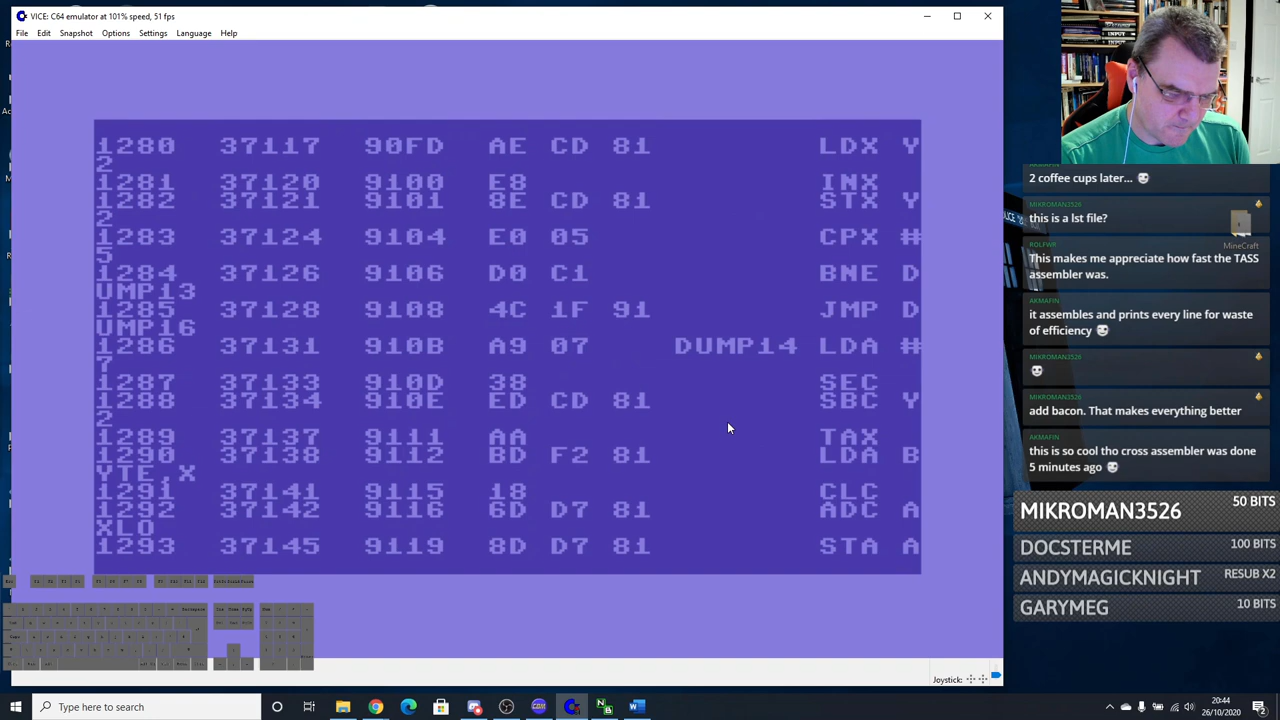 VICE: C64 emulator at 101% speed, 51 fps
File Edit Snapshot Options Settings Language Help
1280 37117 90FD AE CD 81 LDX Y
2
1281 37120 9100 E8 INX
1282 37121 9101 8E CD 81 STX Y
2
1283 37124 9104 E0 05 CPX #
5
1284 37126 9106 D0 C1 BNE D
UMP13
1285 37128 9108 4C 1F 91 JMP D
UMP16
1286 37131 910B A9 07 DUMP14 LDA #
7
1287 37133 910D 38 SEC
1288 37134 910E ED CD 81 SBC Y
2
1289 37137 9111 AA TAX
1290 37138 9112 BD F2 81 LDA B
YTE,X
1291 37141 9115 18 CLC
1292 37142 9116 6D D7 81 ADC A
XLO
1293 37145 9119 8D D7 81 STA A
Joystick:
2 coffee cups later...
MIKROMAN3526
this is a lst file?
MineCraft
ROLFWR
This makes me appreciate how fast the TASS
assembler was.
AKMAFIN
it assembles and prints every line for waste
of efficiency
MIKROMAN3526
MIKROMAN3526
add bacon. That makes everything better
AKMAFIN
this is so cool tho cross assembler was done
5 minutes ago
MIKROMAN3526 50 BITS
DOCSTERME 100 BITS
ANDYMAGICKNIGHT RESUB X2
GARYMEG 10 BITS
Type here to search
20:44
26/10/2020